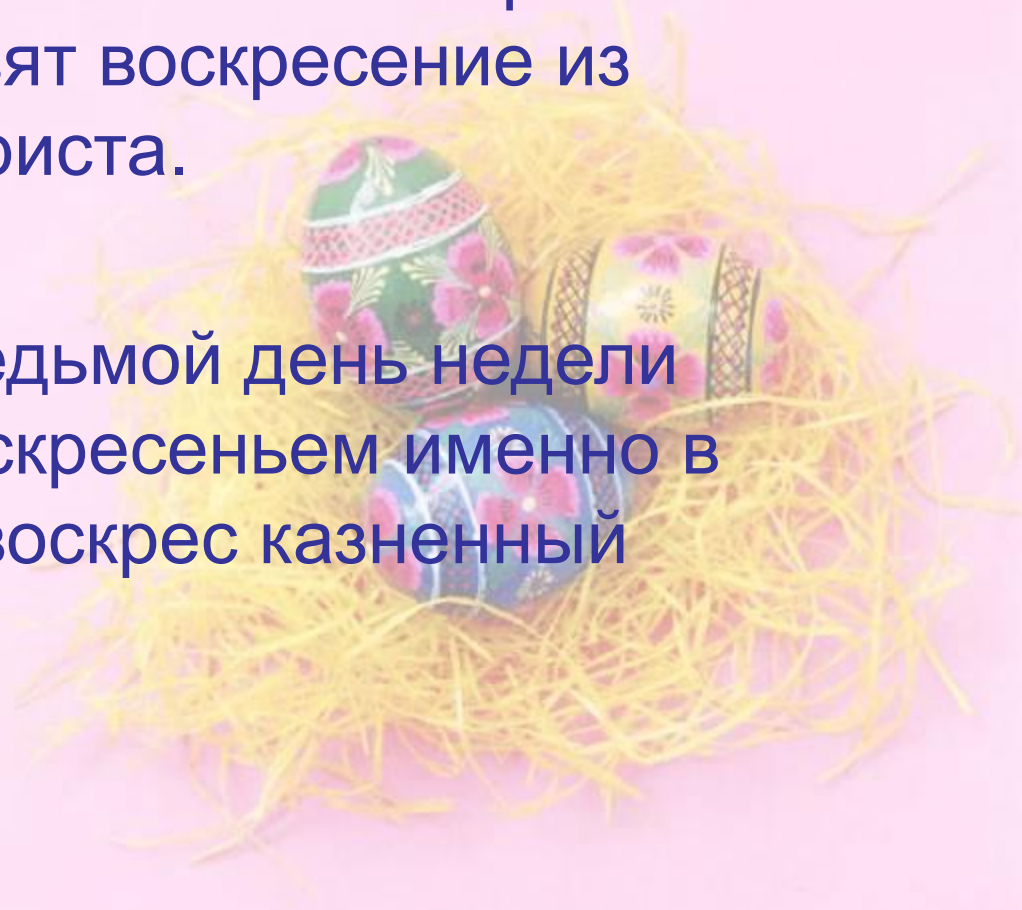 ят воскресение из
риста.
едьмой день недели
скресеньем именно в
воскрес казненный